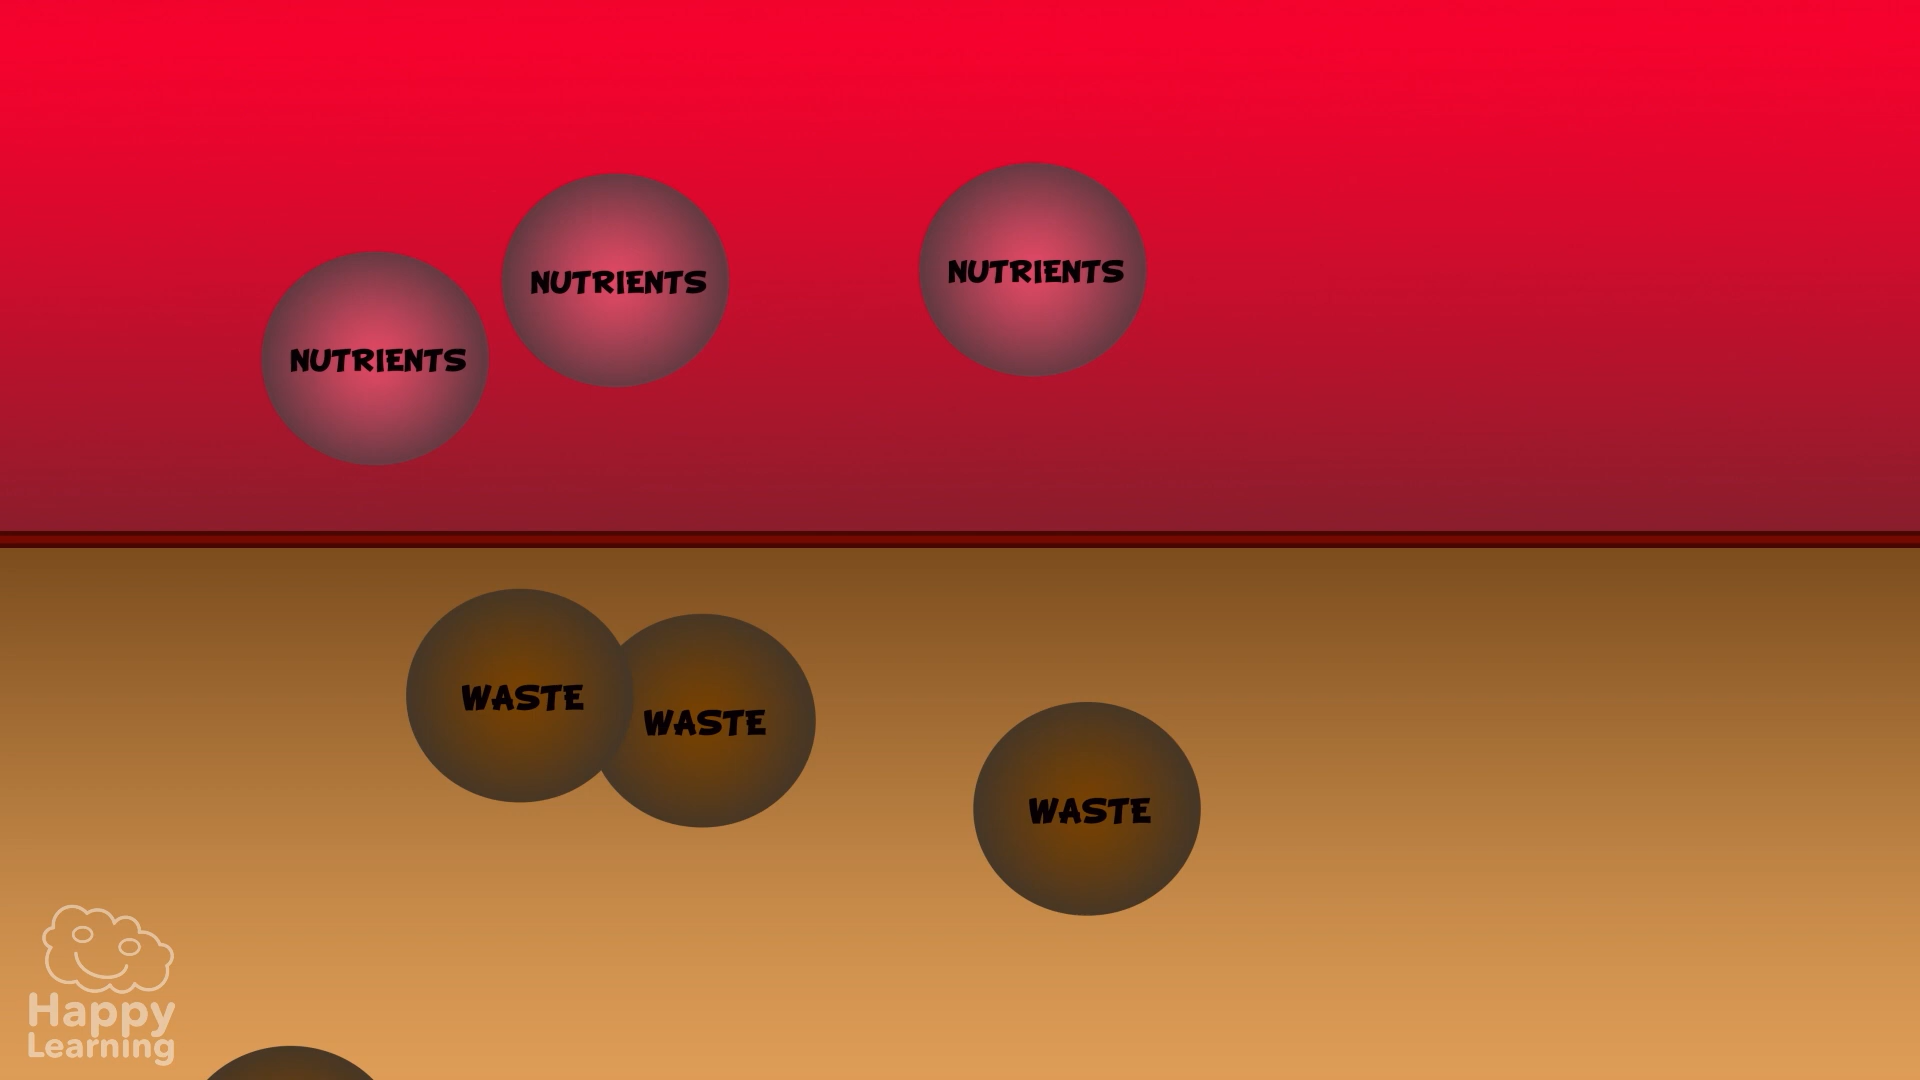 NUTRIENTS
NUTRIENTS
NUTRIENTS
WASTE
WASTE
WASTE
Happy
Learning